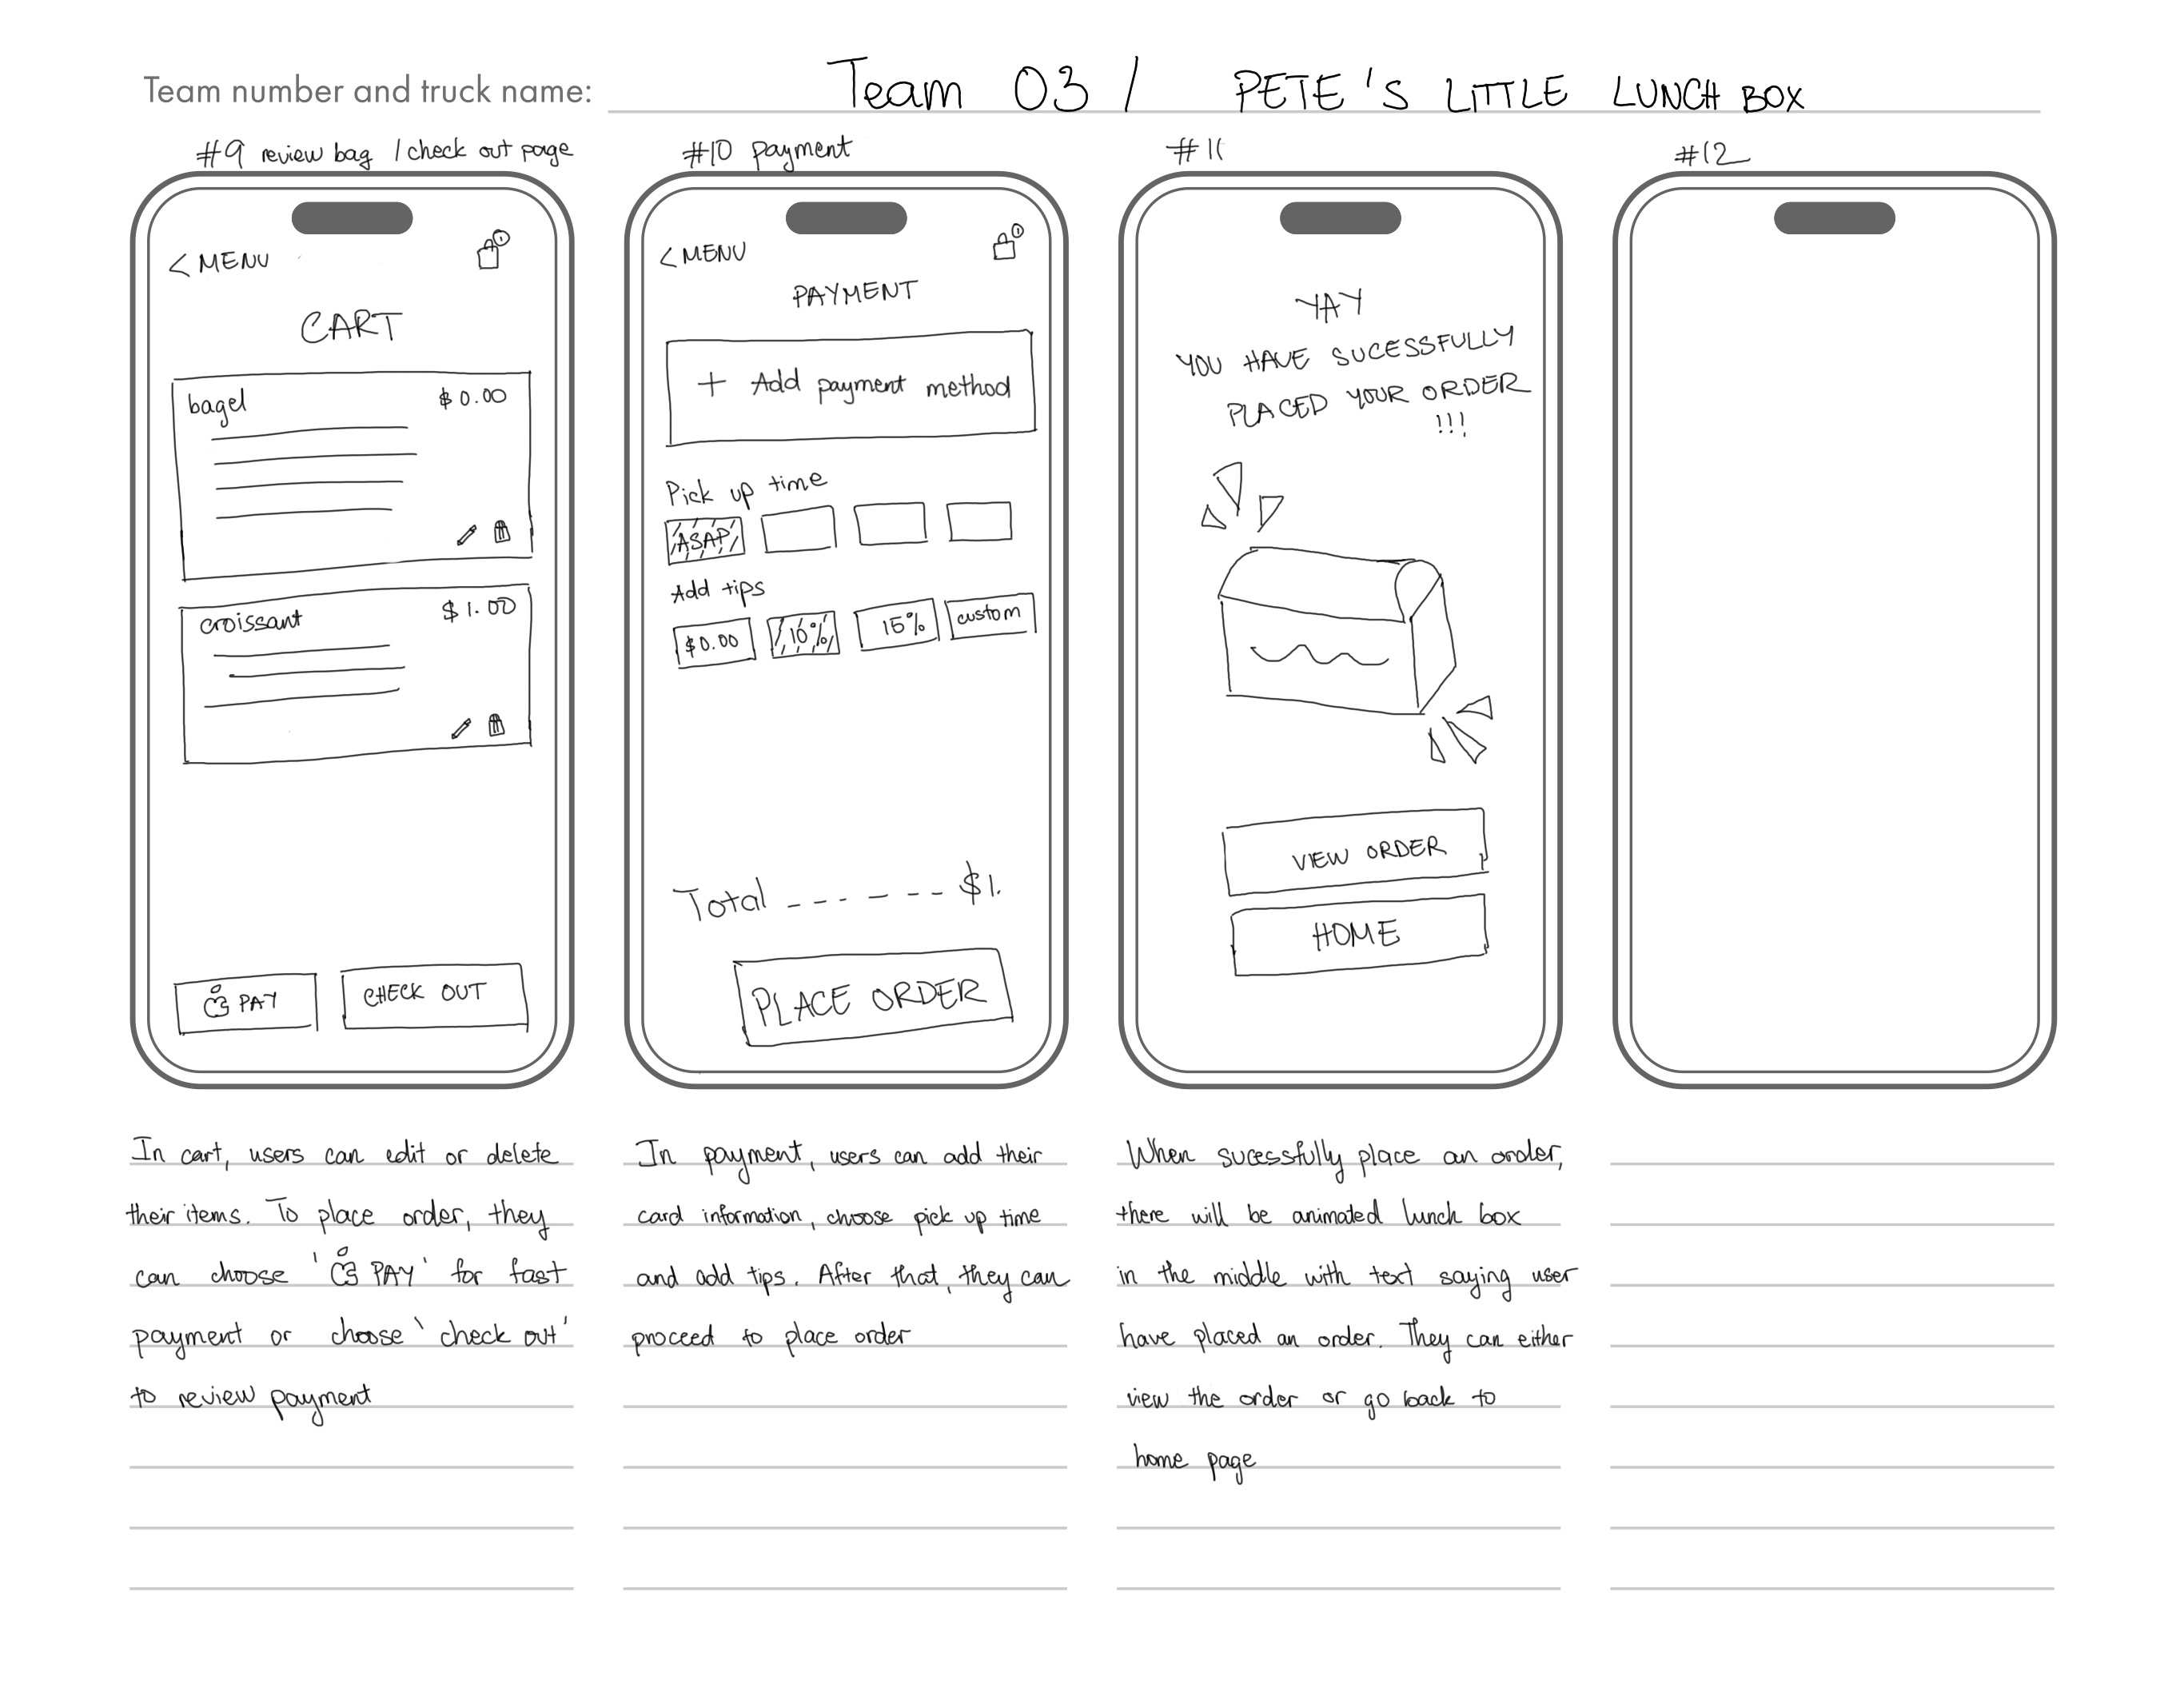 Team number and truck name: Team 03 / PETE'S LITTLE LUNCH BOX
#9 review bag / check out page
< MENU
1
CART
bagel $0.00
croissant $1.00
PAY CHECK OUT
In cart, users can edit or delete
their items. To place order, they
can choose ' PAY' for fast
payment or choose 'check out'
to review payment
#10 payment
< MENU
1
PAYMENT
+ Add payment method
Pick up time
ASAP
Add tips
$0.00 10% 15% custom
Total ------ $1.
PLACE ORDER
In payment, users can add their
card information, choose pick up time
and add tips. After that, they can
proceed to place order
#11
YAY
YOU HAVE SUCESSFULLY
PLACED YOUR ORDER
!!!
VIEW ORDER
HOME
When sucessfully place an order,
there will be animated lunch box
in the middle with text saying user
have placed an order. They can either
view the order or go back to
home page
#12